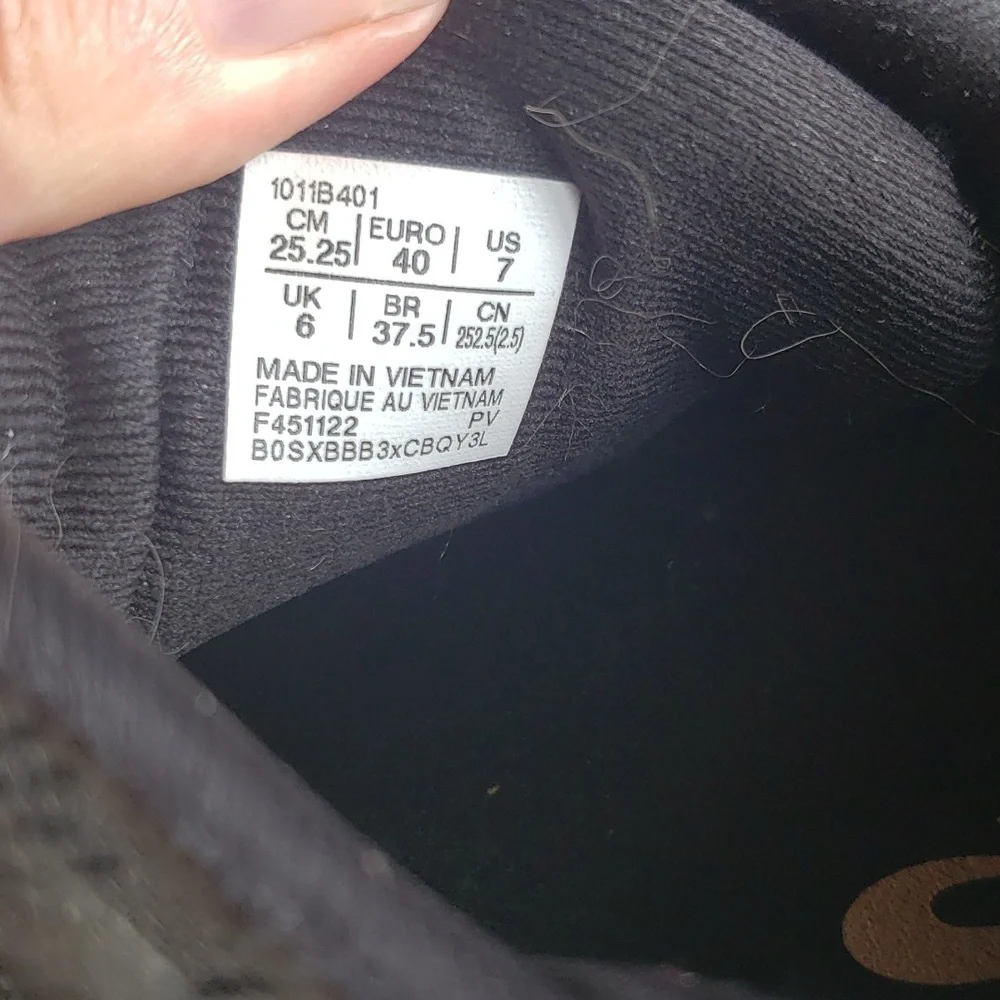 1011B401
CM | EURO | US
25.25 | 40 | 7
UK | BR | CN
6 | 37.5 | 252.5(2.5)
MADE IN VIETNAM
FABRIQUE AU VIETNAM
F451122 PV
B0SXBBB3xCBQY3L